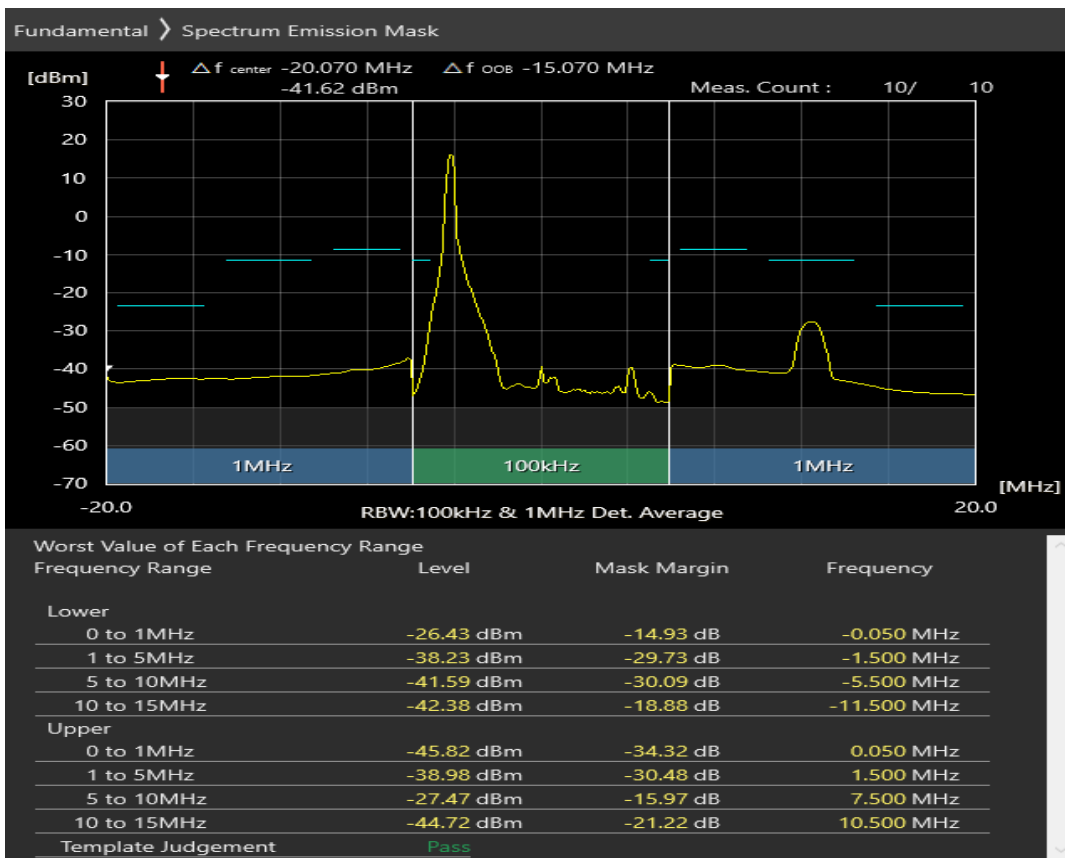 Fundamental 》 Spectrum Emission Mask
△f center -20.070 MHz △f OOB -15.070 MHz
[dBm] -41.62 dBm Meas. Count : 10/ 10
30
20
10
0
-10
-20
-30
-40
-50
-60
1MHz 100kHz 1MHz
-70
[MHz]
-20.0 RBW:100kHz & 1MHz Det. Average 20.0
Worst Value of Each Frequency Range
Frequency Range Level Mask Margin Frequency
Lower
0 to 1MHz -26.43 dBm -14.93 dB -0.050 MHz
1 to 5MHz -38.23 dBm -29.73 dB -1.500 MHz
5 to 10MHz -41.59 dBm -30.09 dB -5.500 MHz
10 to 15MHz -42.38 dBm -18.88 dB -11.500 MHz
Upper
0 to 1MHz -45.82 dBm -34.32 dB 0.050 MHz
1 to 5MHz -38.98 dBm -30.48 dB 1.500 MHz
5 to 10MHz -27.47 dBm -15.97 dB 7.500 MHz
10 to 15MHz -44.72 dBm -21.22 dB 10.500 MHz
Template Judgement Pass